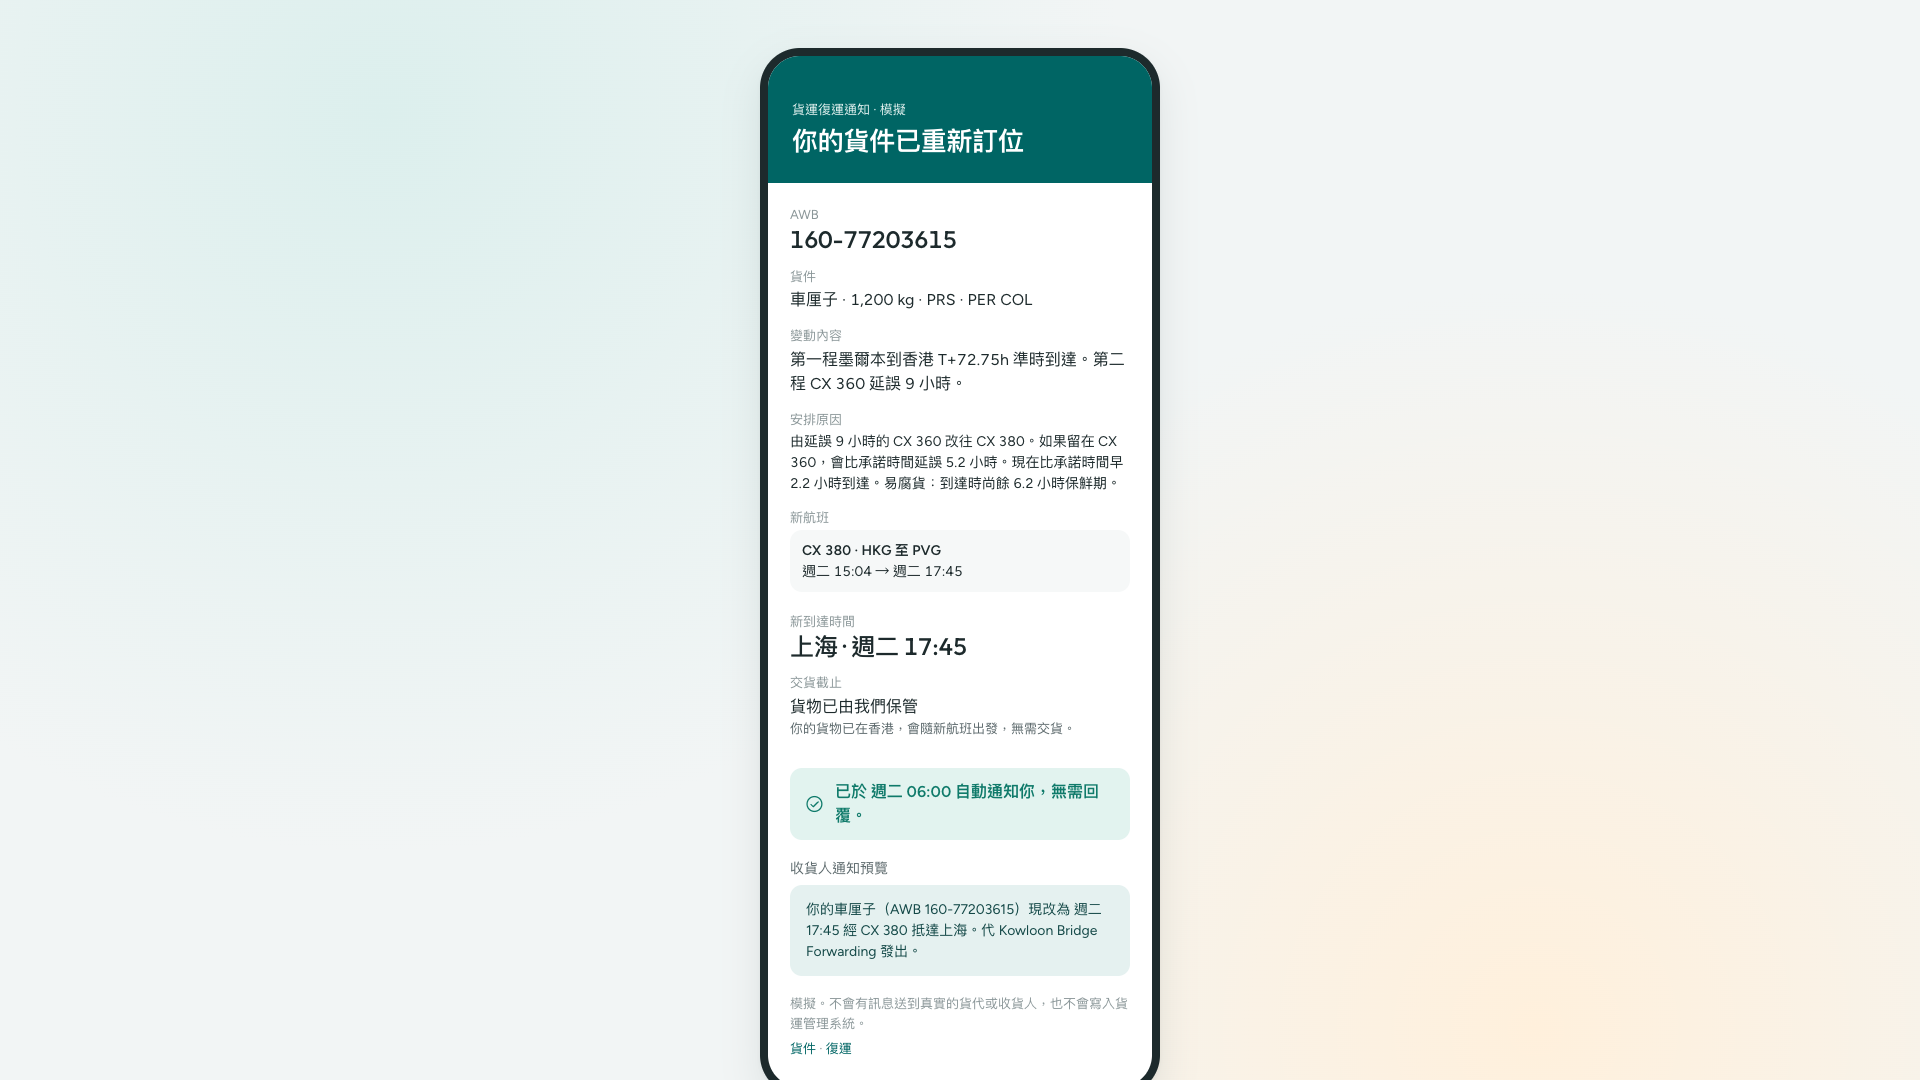 貨運復運通知 · 模擬
你的貨件已重新訂位
AWB
160-77203615
貨件
車厘子 · 1,200 kg · PRS · PER COL
變動內容
第一程墨爾本到香港 T+72.75h 準時到達。第二
程 CX 360 延誤 9 小時。
安排原因
由延誤 9 小時的 CX 360 改往 CX 380。如果留在 CX
360，會比承諾時間延誤 5.2 小時。現在比承諾時間早
2.2 小時到達。易腐貨：到達時尚餘 6.2 小時保鮮期。
新航班
CX 380 · HKG 至 PVG
週二 15:04 → 週二 17:45
新到達時間
上海 · 週二 17:45
交貨截止
貨物已由我們保管
你的貨物已在香港，會隨新航班出發，無需交貨。
已於 週二 06:00 自動通知你，無需回
覆。
收貨人通知預覽
你的車厘子（AWB 160-77203615）現改為 週二
17:45 經 CX 380 抵達上海。代 Kowloon Bridge
Forwarding 發出。
模擬。不會有訊息送到真實的貨代或收貨人，也不會寫入貨
運管理系統。
貨件 · 復運